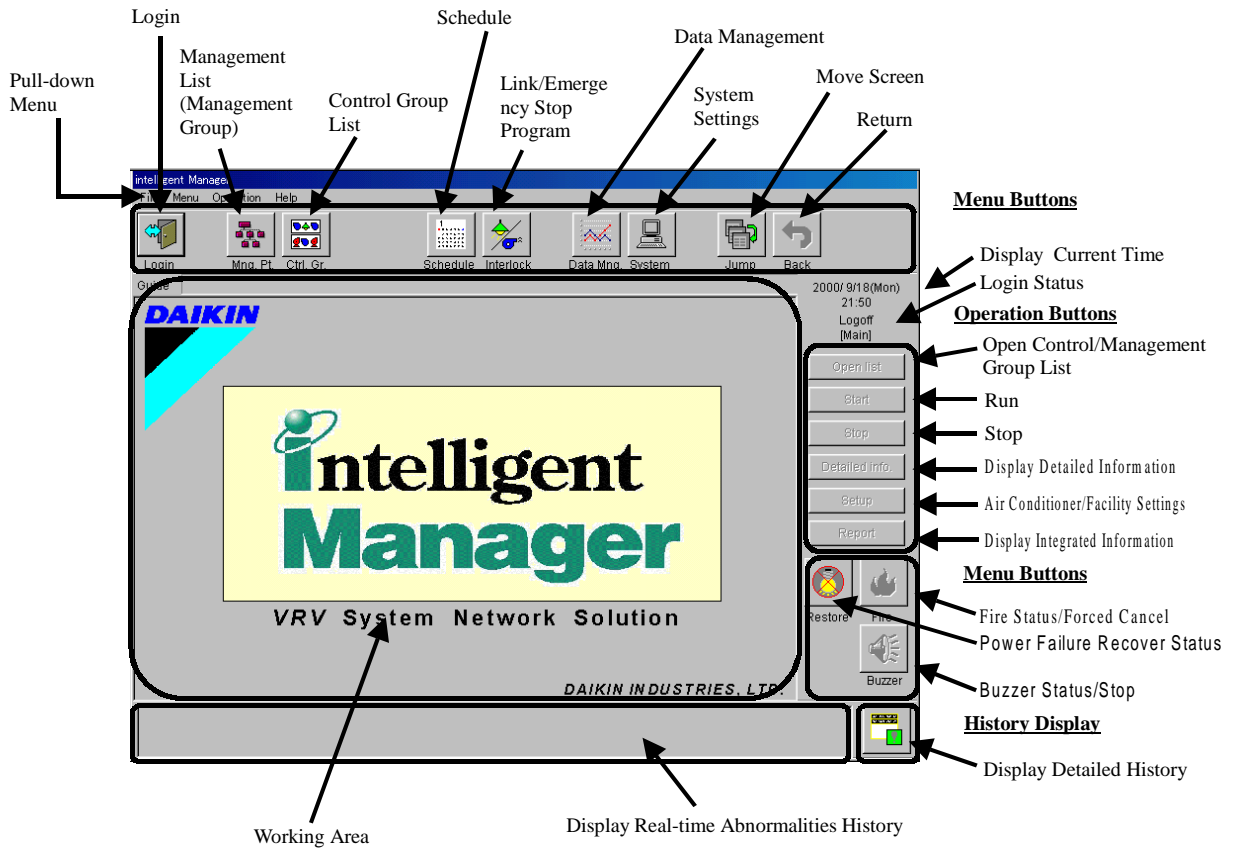 Login
Schedule
Data Management
Pull-down
Menu
Management
List
(Management
Group)
Control Group
List
Link/Emerge
ncy Stop
Program
System
Settings
Move Screen
Return
intelligent Manager
File Menu Operation Help
Login Mng. Pt. Ctrl. Gr. Schedule Interlock Data Mng. System Jump Back
Menu Buttons
Display Current Time
Login Status
Operation Buttons
Open Control/Management
Group List
Run
Stop
Display Detailed Information
Air Conditioner/Facility Settings
Display Integrated Information
Menu Buttons
Fire Status/Forced Cancel
Power Failure Recover Status
Buzzer Status/Stop
History Display
Display Detailed History
Guide
2000/ 9/18(Mon)
21:50
Logoff
[Main]
Open list
Start
Stop
Detailed info.
Setup
Report
Restore Fire
Buzzer
DAIKIN
intelligent
Manager
VRV System Network Solution
DAIKIN INDUSTRIES, LTD.
Working Area
Display Real-time Abnormalities History